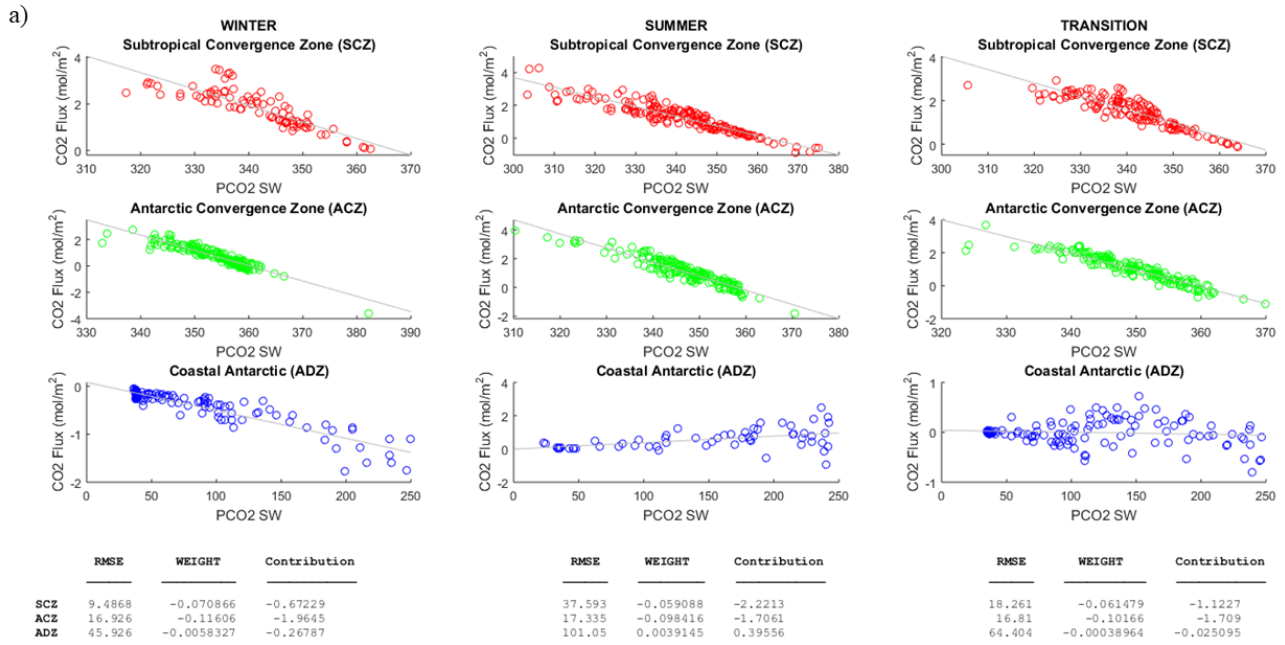 a)
WINTER
Subtropical Convergence Zone (SCZ)
CO2 Flux (mol/m²)
4
2
0
310 320 330 340 350 360 370
PCO2 SW
SUMMER
Subtropical Convergence Zone (SCZ)
CO2 Flux (mol/m²)
4
2
0
300 310 320 330 340 350 360 370 380
PCO2 SW
TRANSITION
Subtropical Convergence Zone (SCZ)
CO2 Flux (mol/m²)
4
2
0
300 310 320 330 340 350 360 370
PCO2 SW
Antarctic Convergence Zone (ACZ)
CO2 Flux (mol/m²)
2
0
-2
-4
330 340 350 360 370 380 390
PCO2 SW
Antarctic Convergence Zone (ACZ)
CO2 Flux (mol/m²)
4
2
0
-2
310 320 330 340 350 360 370 380
PCO2 SW
Antarctic Convergence Zone (ACZ)
CO2 Flux (mol/m²)
4
2
0
-2
320 330 340 350 360 370
PCO2 SW
Coastal Antarctic (ADZ)
CO2 Flux (mol/m²)
0
-1
-2
0 50 100 150 200 250
PCO2 SW
Coastal Antarctic (ADZ)
CO2 Flux (mol/m²)
4
2
0
-2
0 50 100 150 200 250
PCO2 SW
Coastal Antarctic (ADZ)
CO2 Flux (mol/m²)
1
0
-1
0 50 100 150 200 250
PCO2 SW
RMSE WEIGHT Contribution
SCZ 9.4868 -0.070866 -0.67229
ACZ 16.926 -0.11606 -1.9645
ADZ 45.926 -0.0058327 -0.26787
RMSE WEIGHT Contribution
37.593 -0.059088 -2.2213
17.335 -0.098416 -1.7061
101.05 0.0039145 0.39556
RMSE WEIGHT Contribution
18.261 -0.061479 -1.1227
16.81 -0.10166 -1.709
64.404 -0.00038964 -0.025095